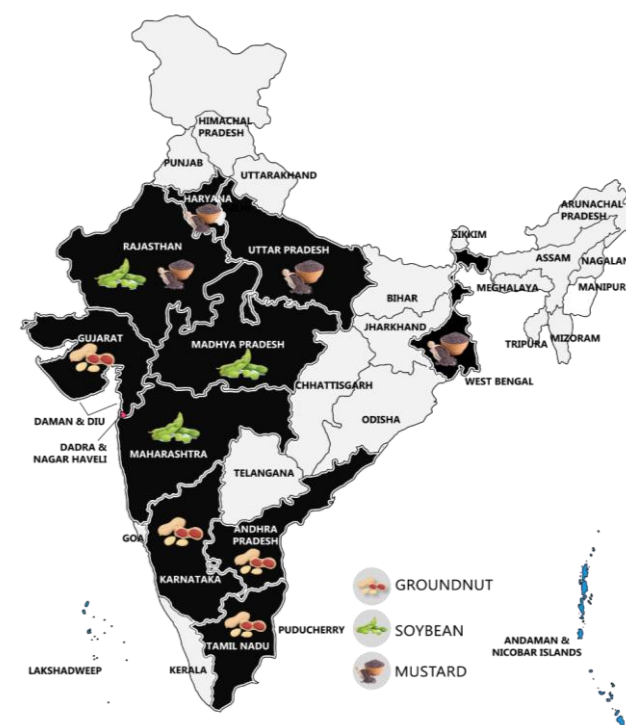 HIMACHAL
PRADESH
PUNJAB
UTTARAKHAND
HARYANA
ARUNACHAL
PRADESH
RAJASTHAN
UTTAR PRADESH
SIKKIM
ASSAM
NAGALAN
MEGHALAYA
MANIPUR
BIHAR
JHARKHAND
GUJARAT
MADHYA PRADESH
TRIPURA
MIZORAM
CHHATTISGARH
WEST BENGAL
DAMAN & DIU
ODISHA
DADRA &
NAGAR HAVELI
MAHARASHTRA
TELANGANA
GOA
ANDHRA
PRADESH
KARNATAKA
GROUNDNUT
PUDUCHERRY
SOYBEAN
TAMIL NADU
ANDAMAN &
NICOBAR ISLANDS
LAKSHADWEEP
KERALA
MUSTARD